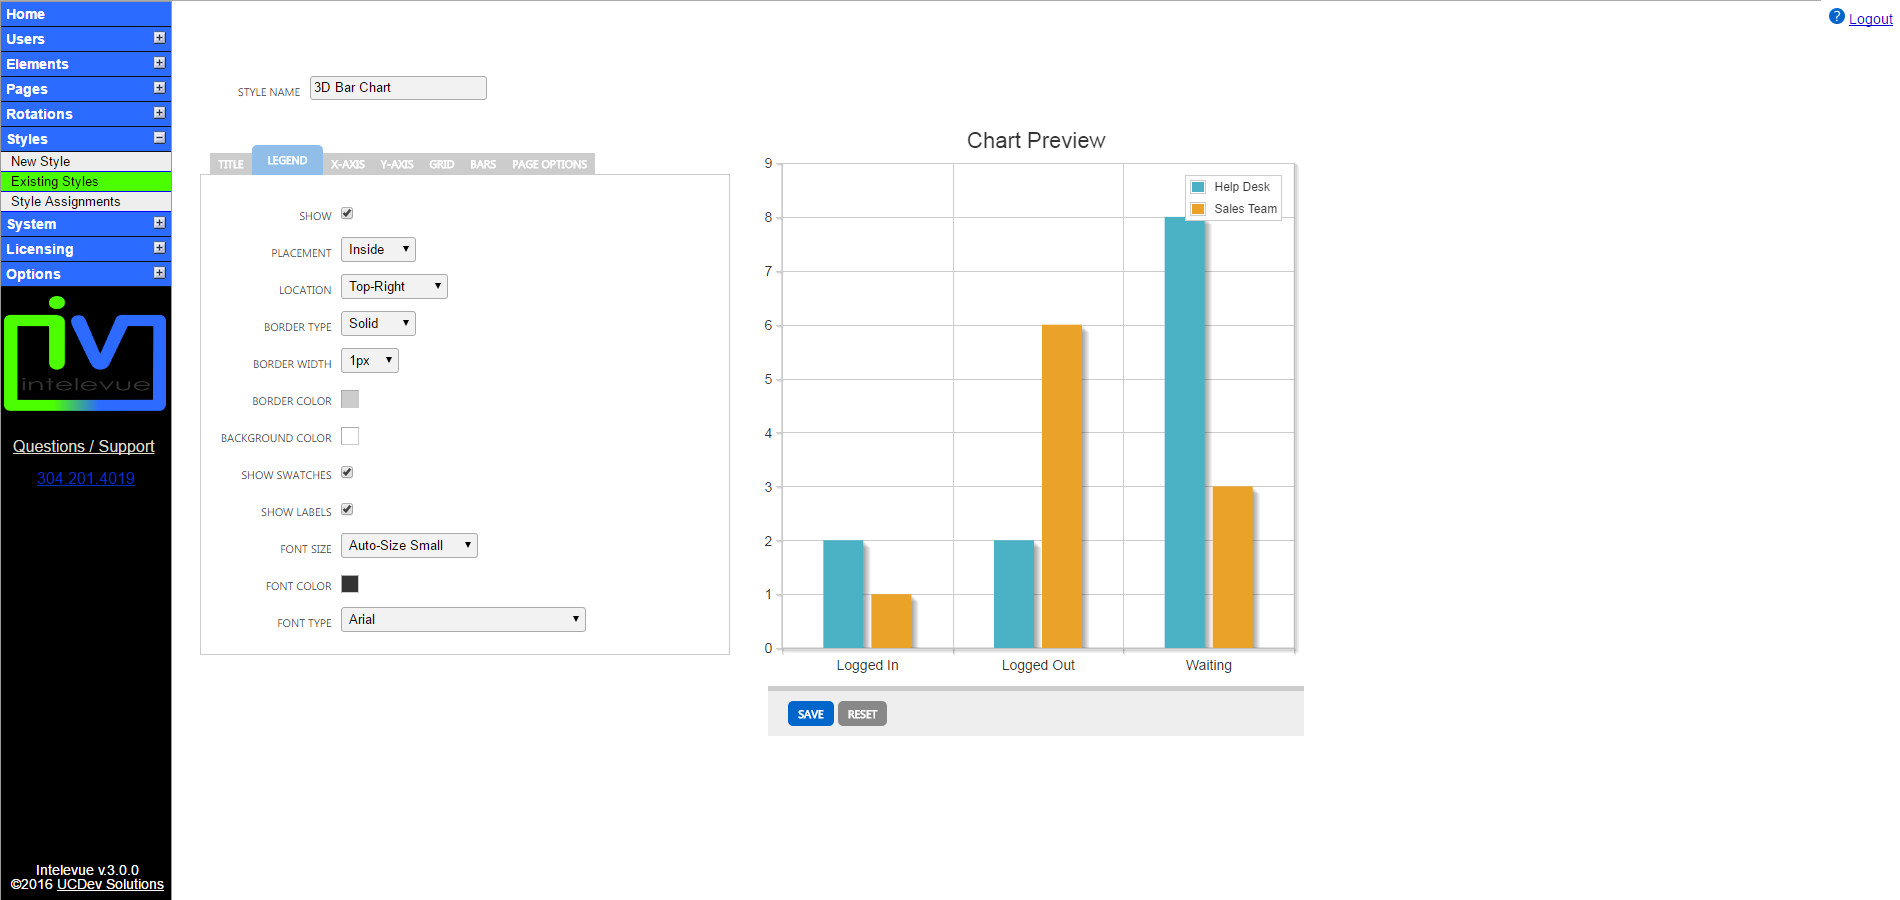 Home
Users
Elements
Pages
Rotations
Styles
New Style
Existing Styles
Style Assignments
System
Licensing
Options
iv
intelevue
Questions / Support
304.201.4019
Intelevue v.3.0.0
©2016 UCDev Solutions
? Logout
STYLE NAME 3D Bar Chart
TITLE LEGEND X-AXIS Y-AXIS GRID BARS PAGE OPTIONS
SHOW
PLACEMENT Inside
LOCATION Top-Right
BORDER TYPE Solid
BORDER WIDTH 1px
BORDER COLOR
BACKGROUND COLOR
SHOW SWATCHES
SHOW LABELS
FONT SIZE Auto-Size Small
FONT COLOR
FONT TYPE Arial
Chart Preview
9
8
7
6
5
4
3
2
1
0
Help Desk
Sales Team
Logged In Logged Out Waiting
SAVE RESET